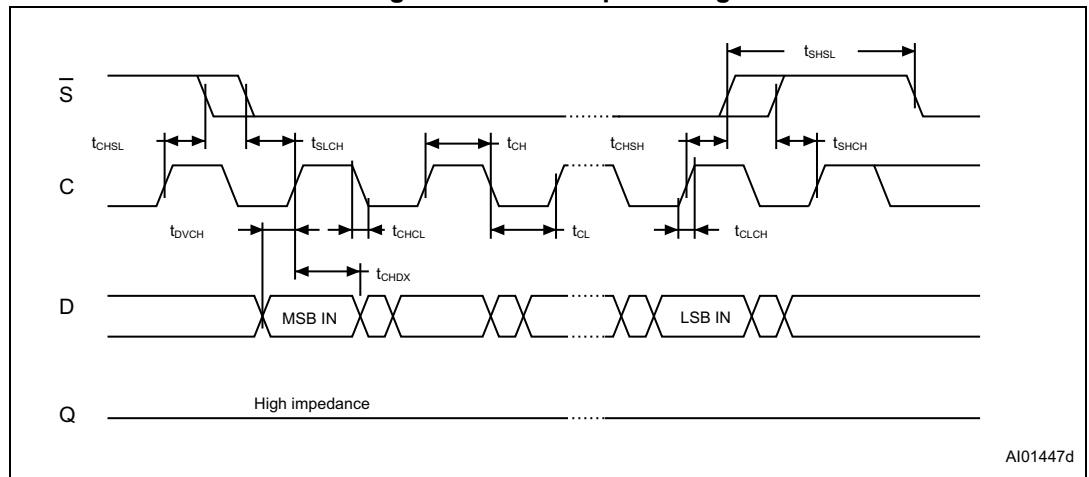 tSHSL
S
tCHSL
tSLCH
tCH
tCHSH
tSHCH
C
tDVCH
tCHCL
tCL
tCLCH
tCHDX
D
MSB IN
LSB IN
High impedance
Q
AI01447d